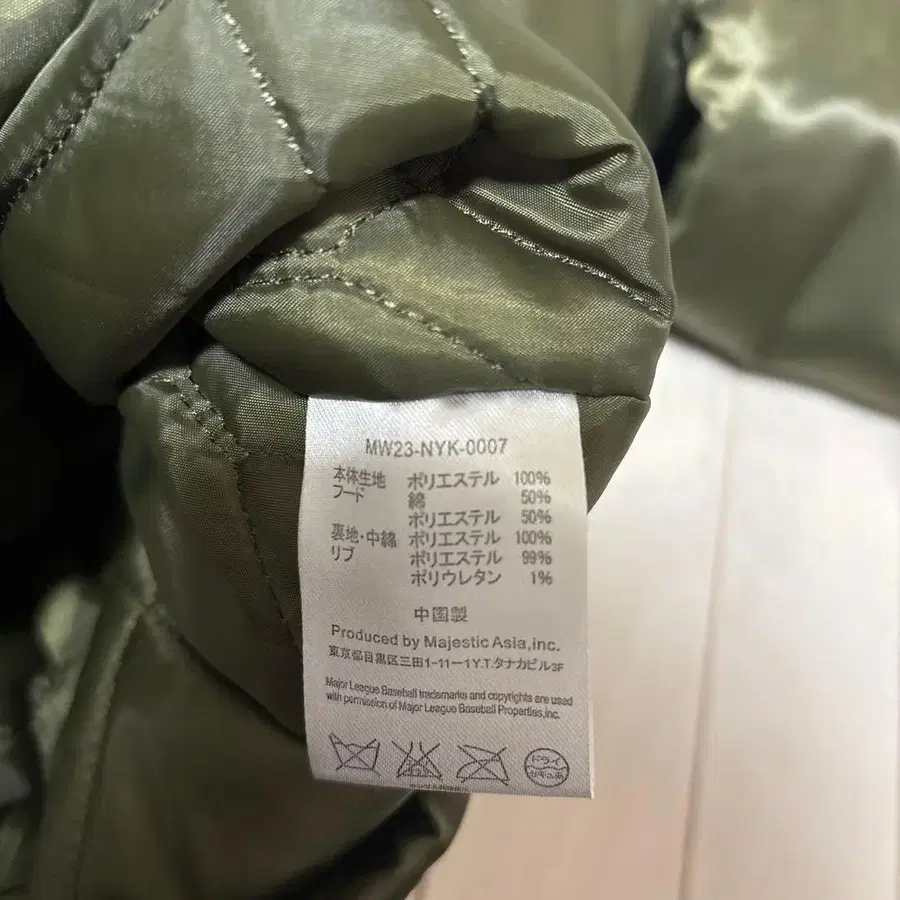 MW23-NYK-0007
本体生地 ポリエステル 100%
フード 綿 50%
ポリエステル 50%
裏地・中綿 ポリエステル 100%
リブ ポリエステル 99%
ポリウレタン 1%
中国製
Produced by Majestic Asia,inc.
東京都目黒区三田1-11-1Y.T.タナカビル3F
Major League Baseball trademarks and copyrights are used
with permission of Major League Baseball Properties,inc.
ドライ